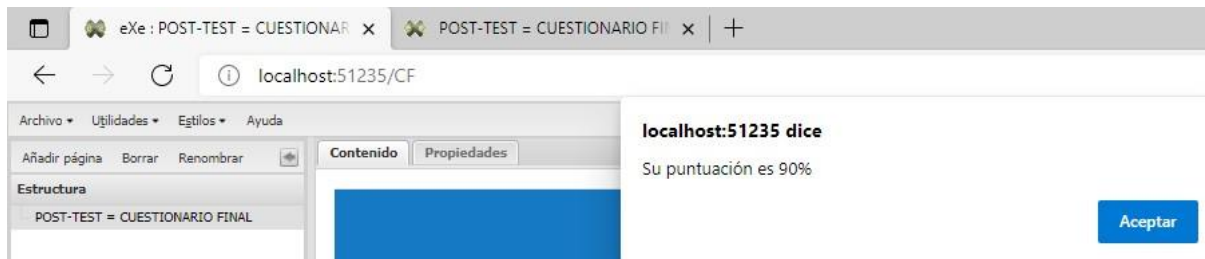 eXe : POST-TEST = CUESTIONAR
POST-TEST = CUESTIONARIO FI
localhost:51235/CF
Archivo Utilidades Estilos Ayuda
Añadir página Borrar Renombrar
Contenido Propiedades
Estructura
POST-TEST = CUESTIONARIO FINAL
localhost:51235 dice
Su puntuación es 90%
Aceptar